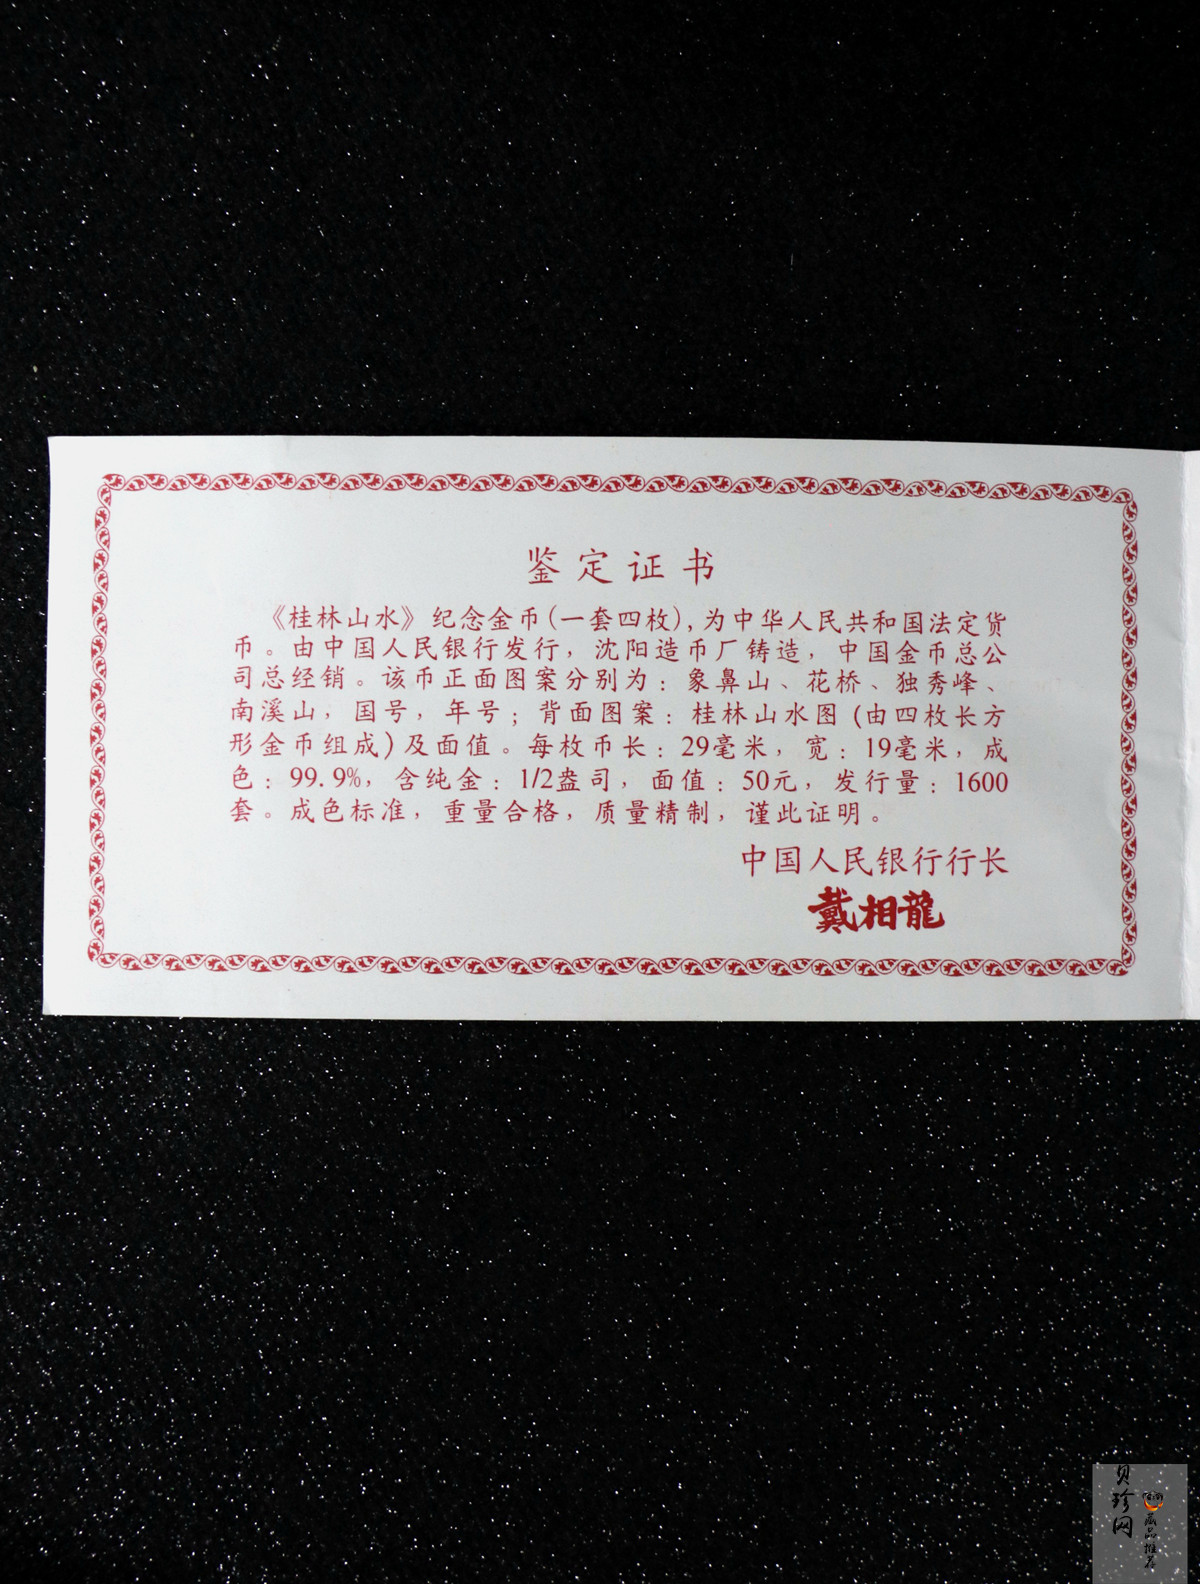 鉴定证书
《桂林山水》纪念金币(一套四枚),为中华人民共和国法定货
币。由中国人民银行发行，沈阳造币厂铸造，中国金币总公
司总经销。该币正面图案分别为：象鼻山、花桥、独秀峰、
南溪山，国号，年号；背面图案：桂林山水图(由四枚长方
形金币组成)及面值。每枚币长：29毫米，宽：19毫米，成
色：99.9%，含纯金：1/2盎司，面值：50元，发行量：1600
套。成色标准，重量合格，质量精制，谨此证明。
中国人民银行行长
戴相龍
贝珍网
藏品推荐